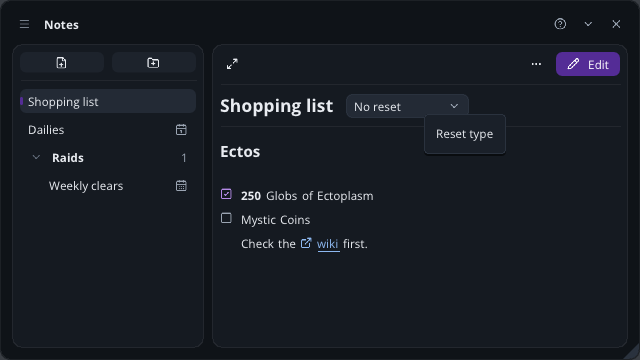 Notes
Edit
Shopping list
Dailies
Raids 1
Weekly clears
Shopping list No reset
Reset type
Ectos
250 Globs of Ectoplasm
Mystic Coins
Check the wiki first.